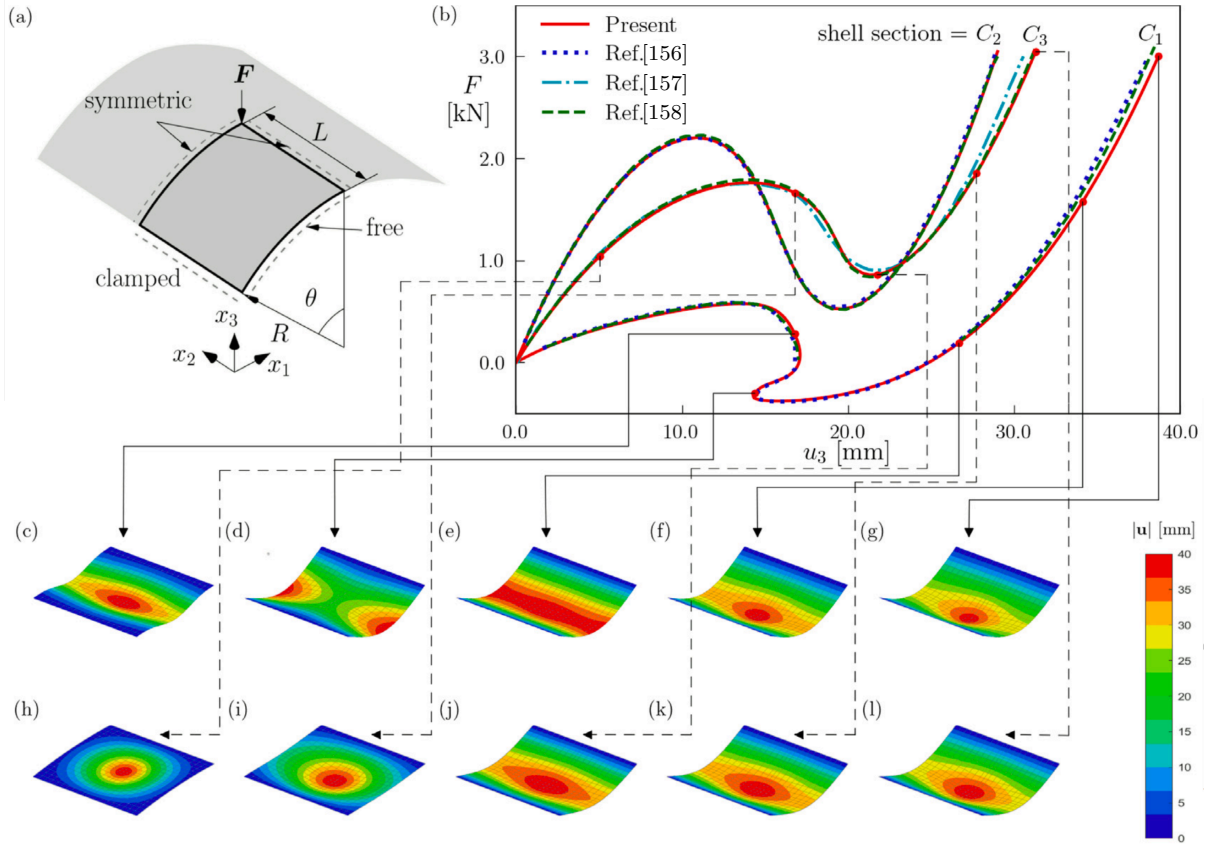 (a)
F
symmetric
L
free
clamped
θ
R
x3
x2
x1
(b)
Present
Ref.[156]
Ref.[157]
Ref.[158]
shell section = C2 C3 C1
F
[kN]
3.0
2.0
1.0
0.0
0.0 10.0 20.0 30.0 40.0
u3 [mm]
(c) (d) (e) (f) (g)
(h) (i) (j) (k) (l)
|u| [mm]
40
35
30
25
20
15
10
5
0